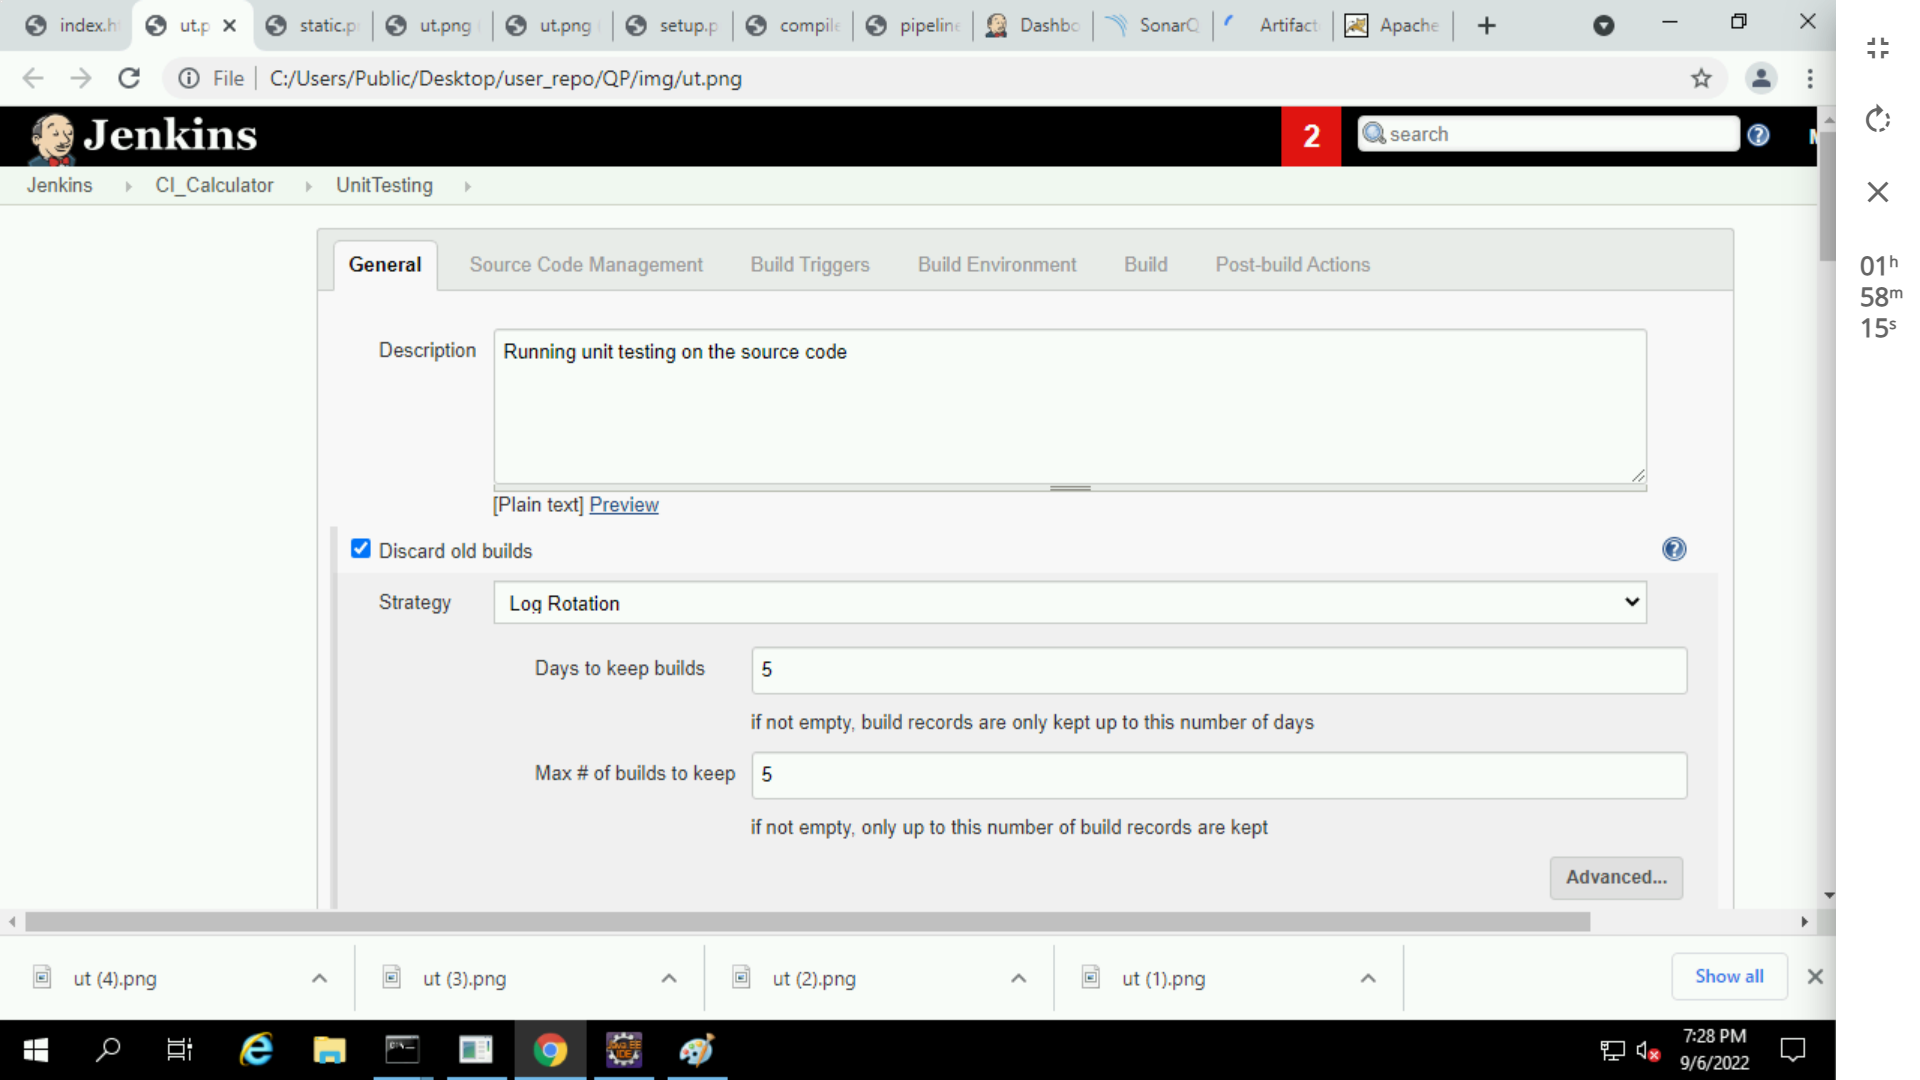 index.h
ut.p
static.p
ut.png
ut.png
setup.p
compile
pipeline
Dashbo
SonarQ
Artifact
Apache
File
C:/Users/Public/Desktop/user_repo/QP/img/ut.png
Jenkins
2
search
Jenkins
CI_Calculator
UnitTesting
General
Source Code Management
Build Triggers
Build Environment
Build
Post-build Actions
Description
Running unit testing on the source code
[Plain text] Preview
Discard old builds
Strategy
Log Rotation
Days to keep builds
5
if not empty, build records are only kept up to this number of days
Max # of builds to keep
5
if not empty, only up to this number of build records are kept
Advanced...
ut (4).png
ut (3).png
ut (2).png
ut (1).png
Show all
7:28 PM
9/6/2022
01h
58m
15s